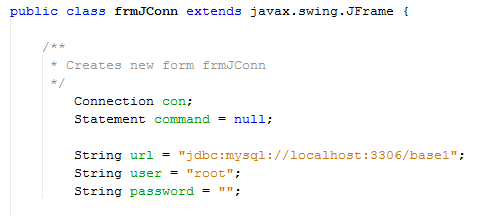 public class frmJConn extends javax.swing.JFrame {
/**
* Creates new form frmJConn
*/
Connection con;
Statement command = null;
String url = "jdbc:mysql://localhost:3306/base1";
String user = "root";
String password = "";